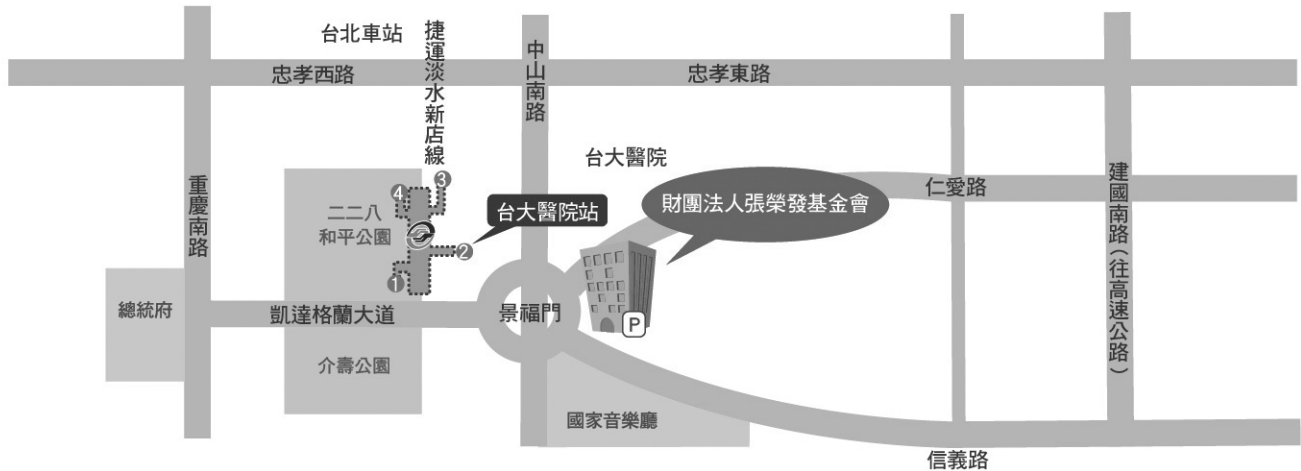 台北車站
捷運淡水新店線
中山南路
忠孝西路
忠孝東路
台大醫院
重慶南路
4
3
二二八
和平公園
台大醫院站
財團法人張榮發基金會
仁愛路
建國南路(往高速公路)
2
1
總統府
凱達格蘭大道
景福門
P
介壽公園
國家音樂廳
信義路